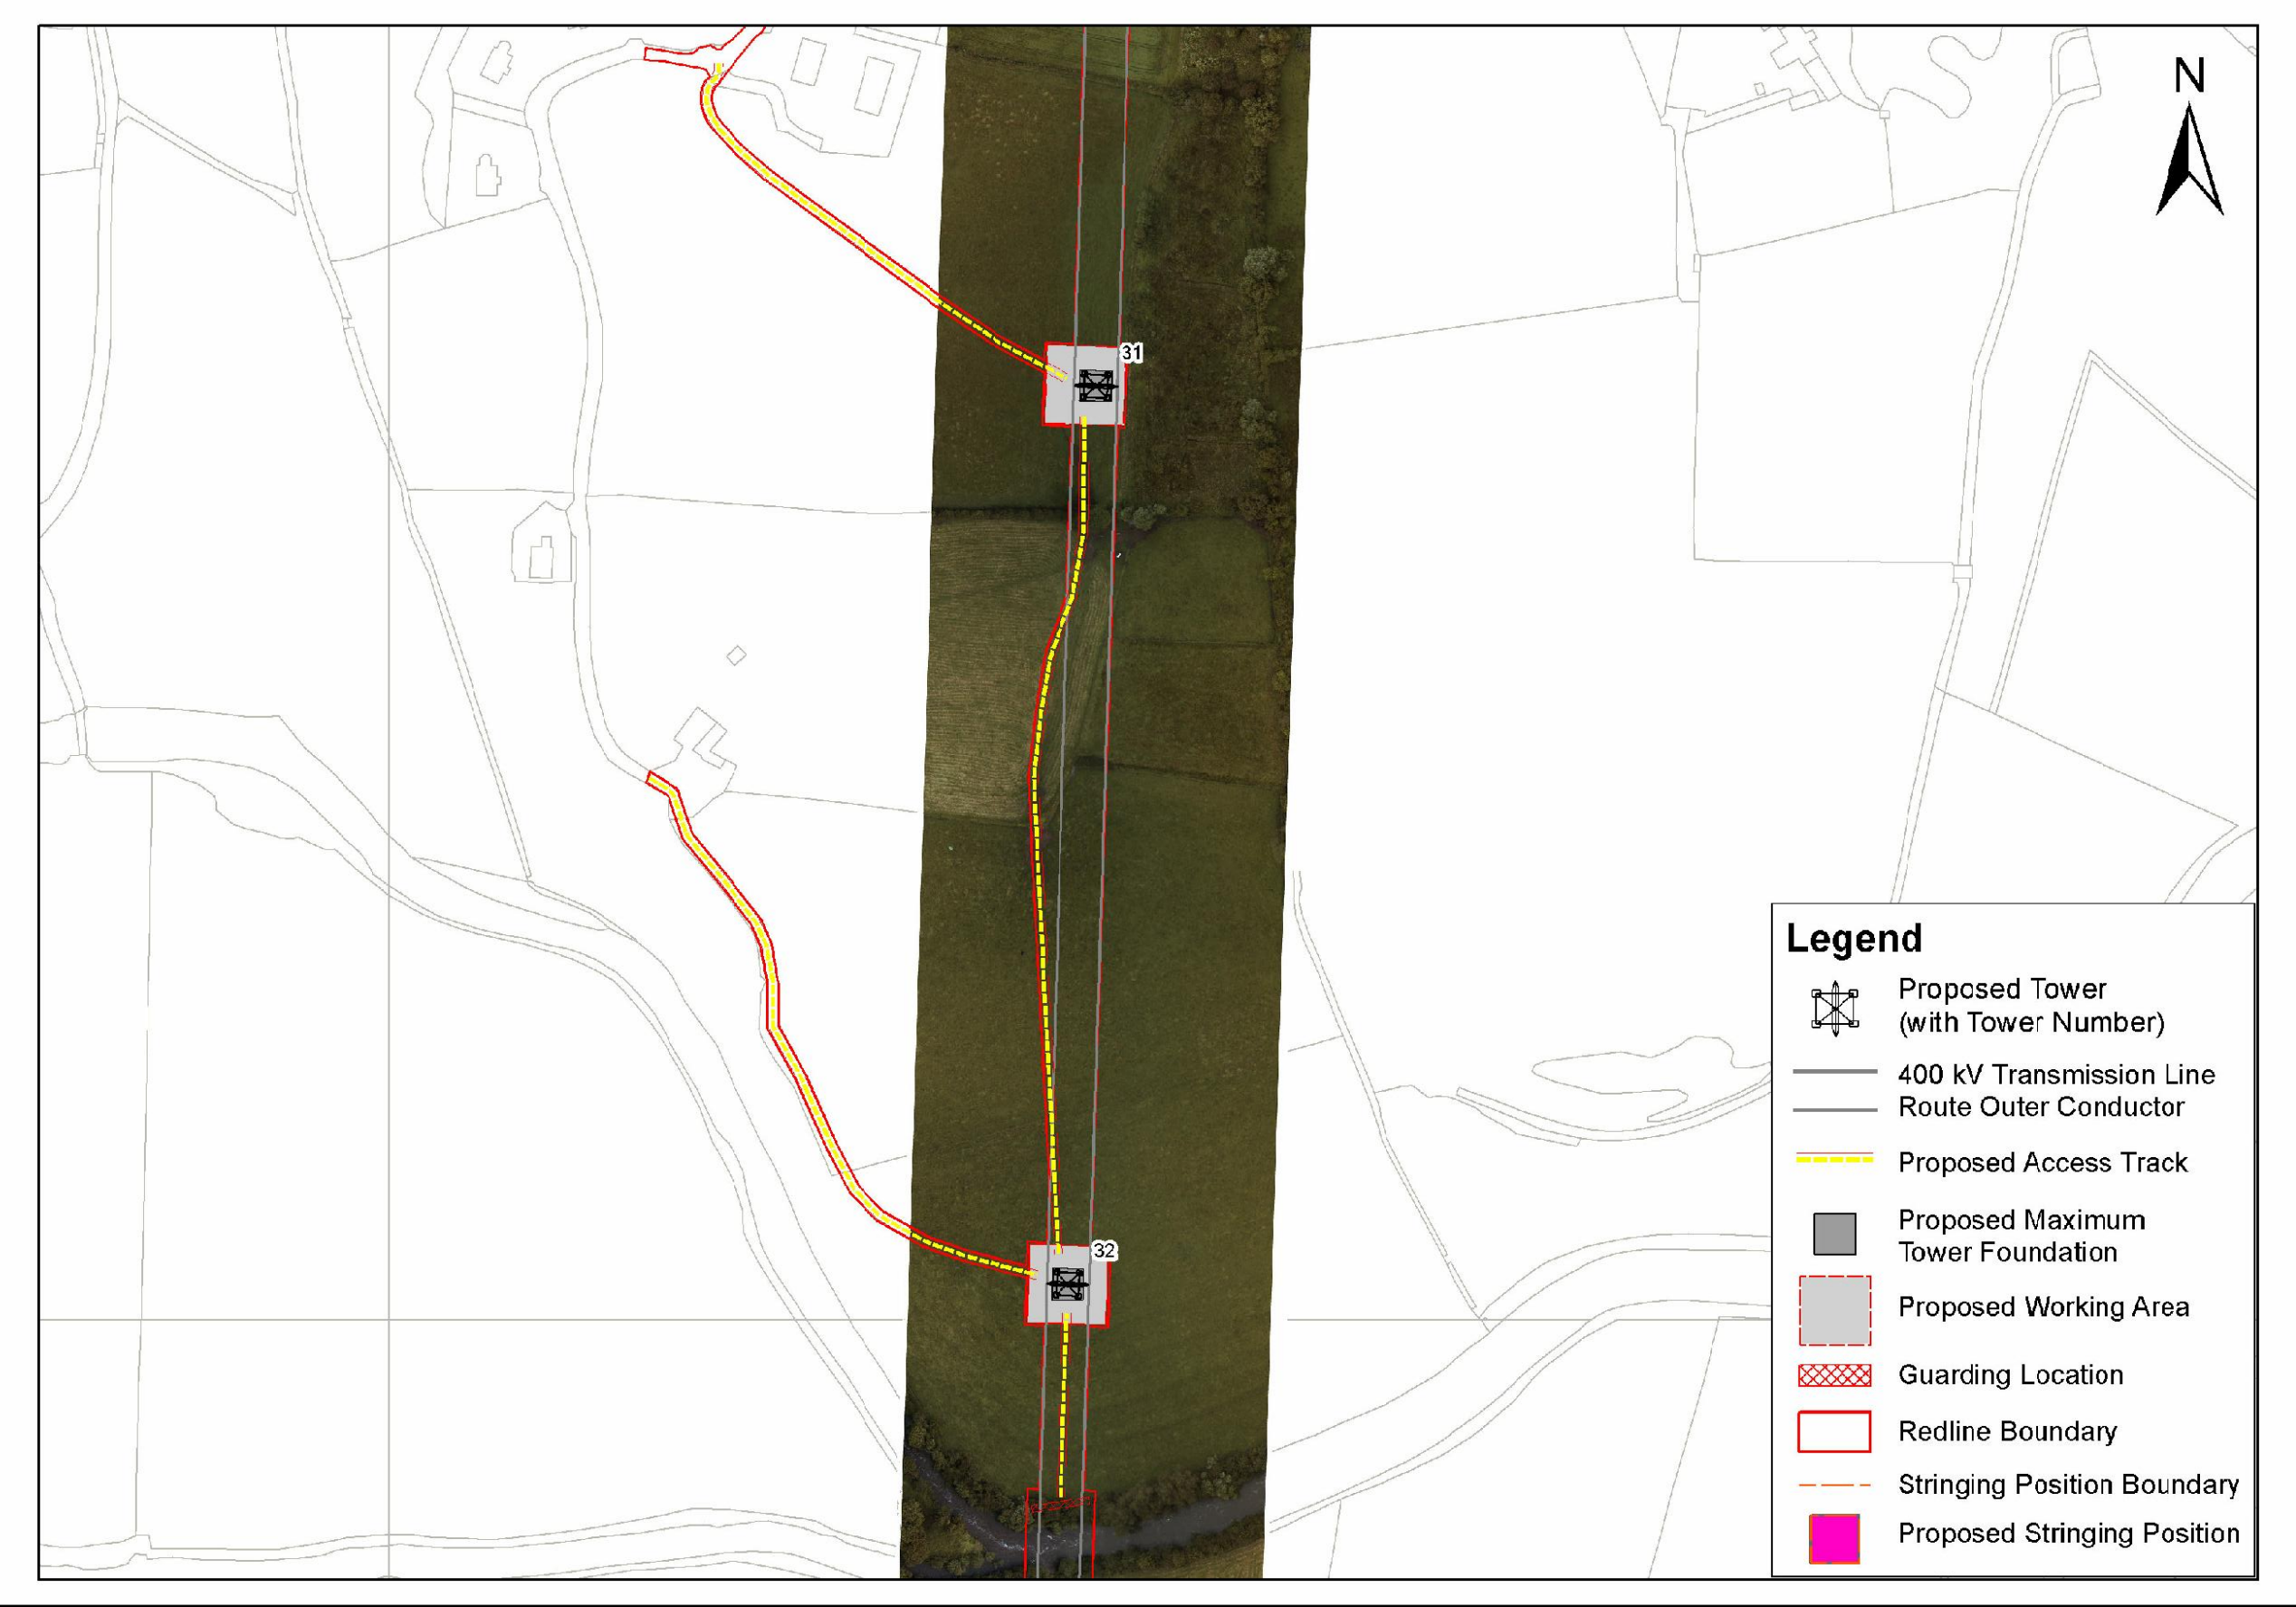 N
31
32
Legend
Proposed Tower
(with Tower Number)
400 kV Transmission Line
Route Outer Conductor
Proposed Access Track
Proposed Maximum
Tower Foundation
Proposed Working Area
Guarding Location
Redline Boundary
Stringing Position Boundary
Proposed Stringing Position